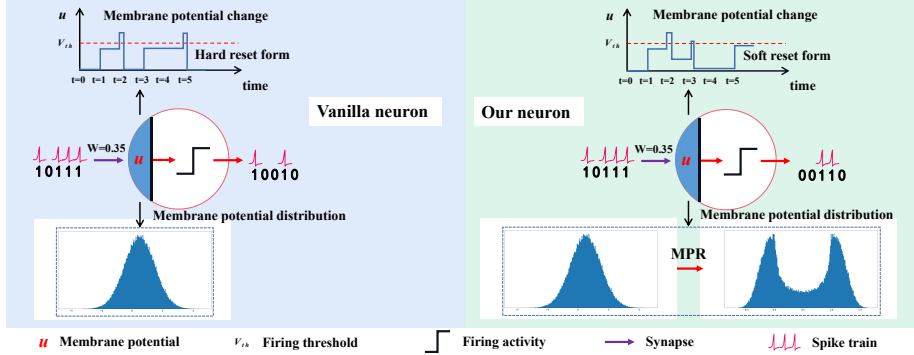 u
Membrane potential change
V_th
Hard reset form
t=0 t=1 t=2 t=3 t=4 t=5
time
Vanilla neuron
W=0.35
u
10111
10010
Membrane potential distribution
u
Membrane potential change
V_th
Soft reset form
t=0 t=1 t=2 t=3 t=4 t=5
time
Our neuron
W=0.35
u
10111
00110
Membrane potential distribution
MPR
u Membrane potential
V_th Firing threshold
Firing activity
Synapse
Spike train